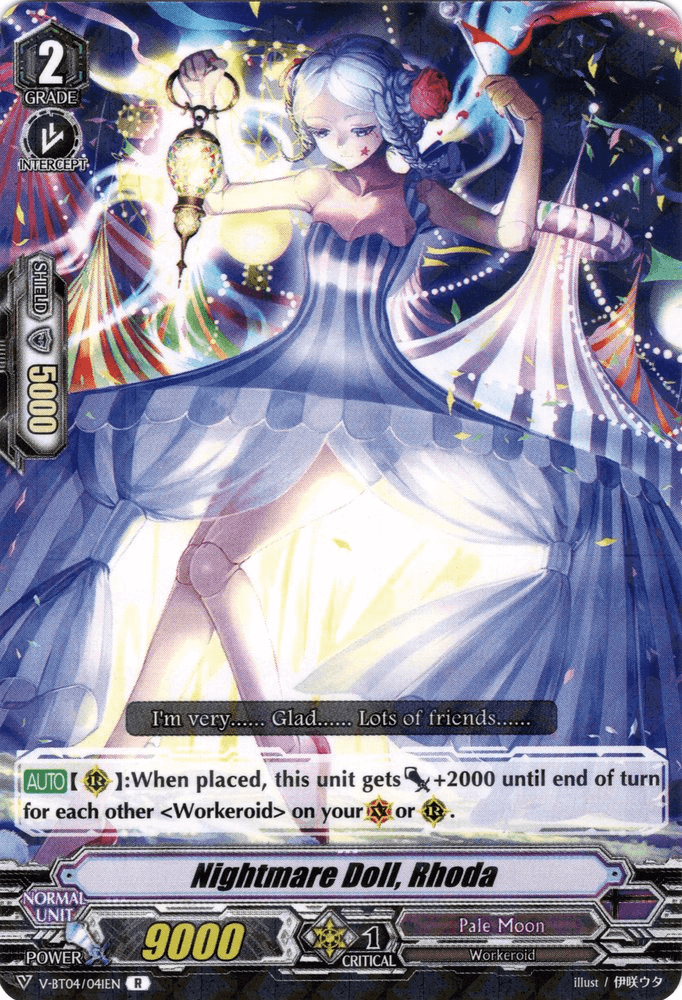 2
GRADE
INTERCEPT
SHIELD
5000
I'm very...... Glad...... Lots of friends......
AUTO【 R 】:When placed, this unit gets +2000 until end of turn
for each other <Workeroid> on your V or R .
Nightmare Doll, Rhoda
NORMAL
UNIT
POWER
9000
1
CRITICAL
Pale Moon
Workeroid
V-BT04/041EN R
illust / 伊咲ウタ